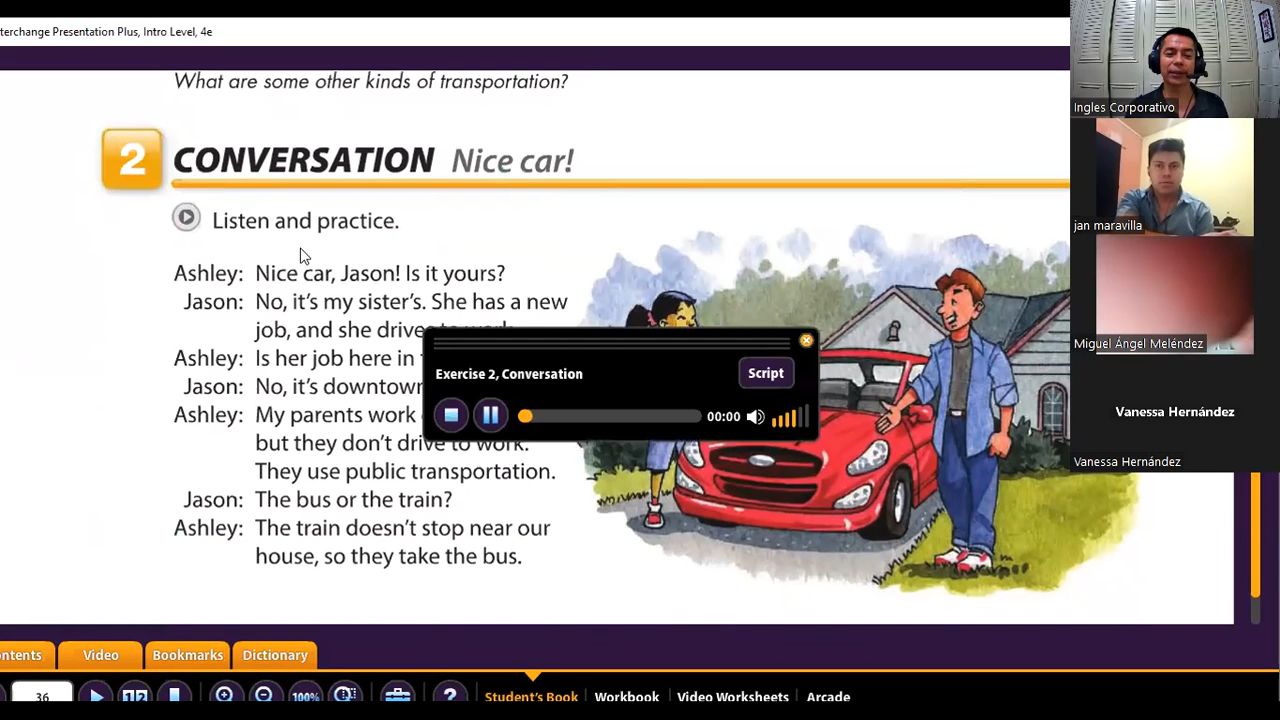 terchange Presentation Plus, Intro Level, 4e
What are some other kinds of transportation?
2 CONVERSATION Nice car!
Listen and practice.
Ashley: Nice car, Jason! Is it yours?
Jason: No, it's my sister's. She has a new
job, and she drives to work.
Ashley: Is her job here in
Jason: No, it's downtown
Ashley: My parents work
but they don't drive to work.
They use public transportation.
Jason: The bus or the train?
Ashley: The train doesn't stop near our
house, so they take the bus.
Exercise 2, Conversation
Script
00:00
Ingles Corporativo
jan maravilla
Miguel Ángel Meléndez
Vanessa Hernández
Vanessa Hernández
ntents
Video
Bookmarks
Dictionary
36
12
100%
?
Student's Book
Workbook
Video Worksheets
Arcade